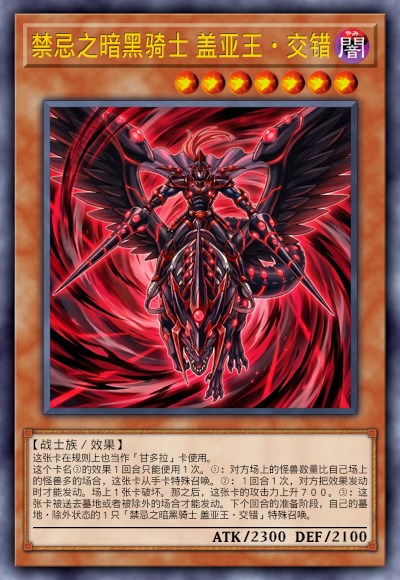 禁忌之暗黑骑士 盖亚王・交错
やみ
闇
【战士族／效果】
这张卡在规则上也当作「甘多拉」卡使用。
这个卡名③的效果１回合只能使用１次。①：对方场上的怪兽数量比自己场上
的怪兽多的场合，这张卡从手卡特殊召唤。②：１回合１次，对方把效果发动
时才能发动。场上１张卡破坏。那之后，这张卡的攻击力上升７００。③：这
张卡被送去墓地或者被除外的场合才能发动。下个回合的准备阶段，自己的墓
地・除外状态的１只「禁忌之暗黑骑士 盖亚王・交错」特殊召唤。
ATK/2300 DEF/2100